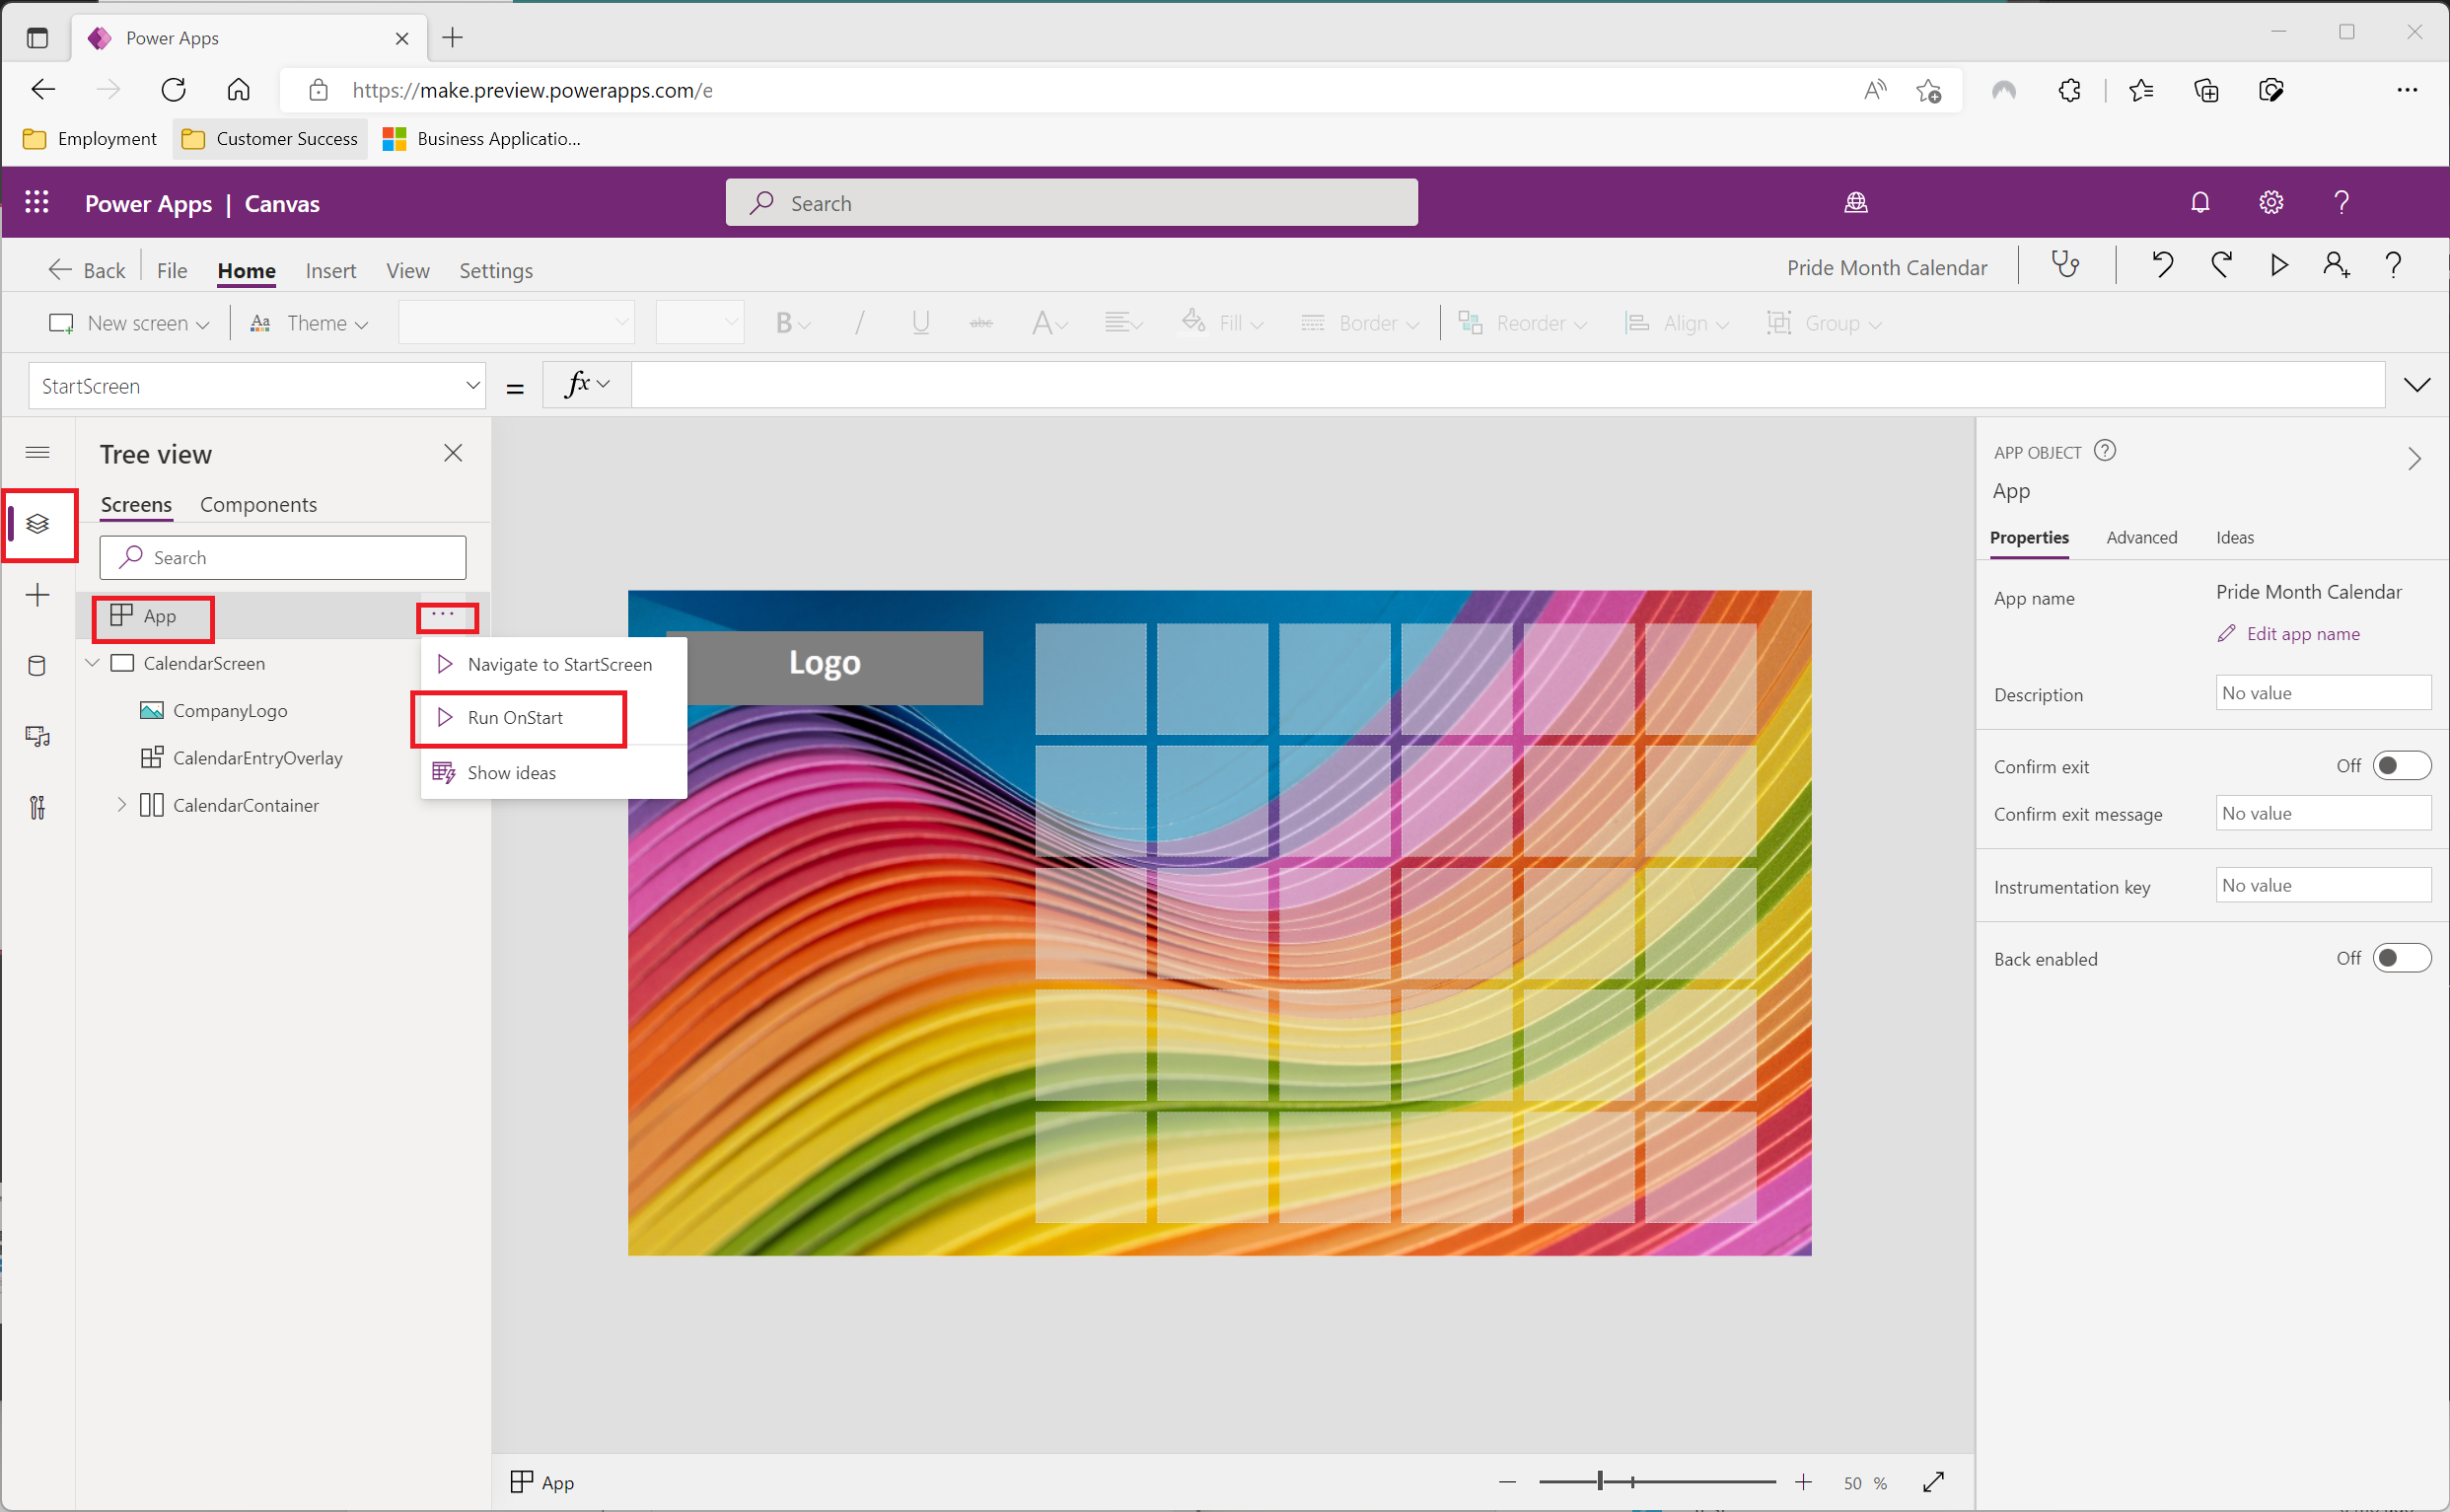 Power Apps
https://make.preview.powerapps.com/e
Employment Customer Success Business Applicatio...
Power Apps | Canvas Search
Back File Home Insert View Settings Pride Month Calendar
New screen Theme B / U abc A Fill Border Reorder Align Group
StartScreen = fx
Tree view
Screens Components
Search
App ...
CalendarScreen
CompanyLogo
CalendarEntryOverlay
CalendarContainer
Navigate to StartScreen
Run OnStart
Show ideas
Logo
APP OBJECT
App
Properties Advanced Ideas
App name Pride Month Calendar
Edit app name
Description No value
Confirm exit Off
Confirm exit message No value
Instrumentation key No value
Back enabled Off
App 50 %